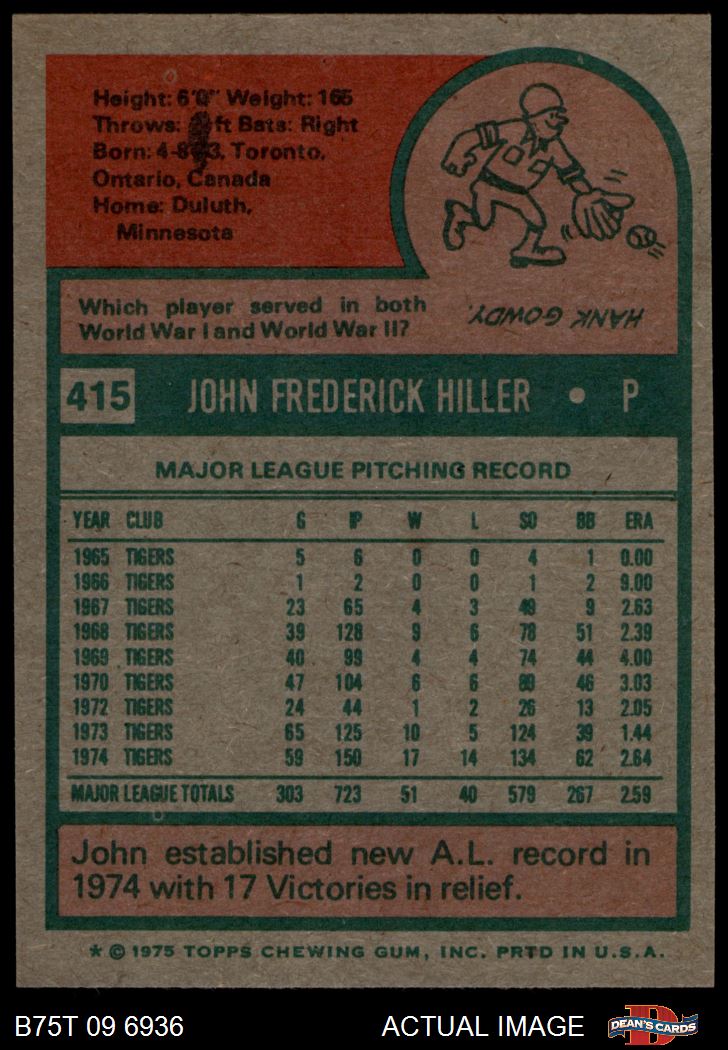 Height: 6'0" Weight: 165
Throws: ft Bats: Right
Born: Toronto,
Ontario, Canada
Home: Duluth,
Minnesota
Which player served in both
World War I and World War II?
HANK GOWDY.
415 JOHN FREDERICK HILLER • P
MAJOR LEAGUE PITCHING RECORD
YEAR CLUB G IP W L SO BB ERA
1965 TIGERS 5 6 0 0 4 1 0.00
1966 TIGERS 1 2 0 0 1 2 9.00
1967 TIGERS 23 65 4 3 49 9 2.63
1968 TIGERS 39 128 9 6 78 51 2.39
1969 TIGERS 40 99 4 4 74 44 4.00
1970 TIGERS 47 104 6 6 89 46 3.03
1972 TIGERS 24 44 1 2 26 13 2.05
1973 TIGERS 65 125 10 5 124 39 1.44
1974 TIGERS 59 150 17 14 134 62 2.64
MAJOR LEAGUE TOTALS 303 723 51 40 579 267 2.59
John established new A.L. record in
1974 with 17 Victories in relief.
* © 1975 TOPPS CHEWING GUM, INC. PRTD IN U.S.A.
B75T 09 6936 ACTUAL IMAGE DEAN'S CARDS